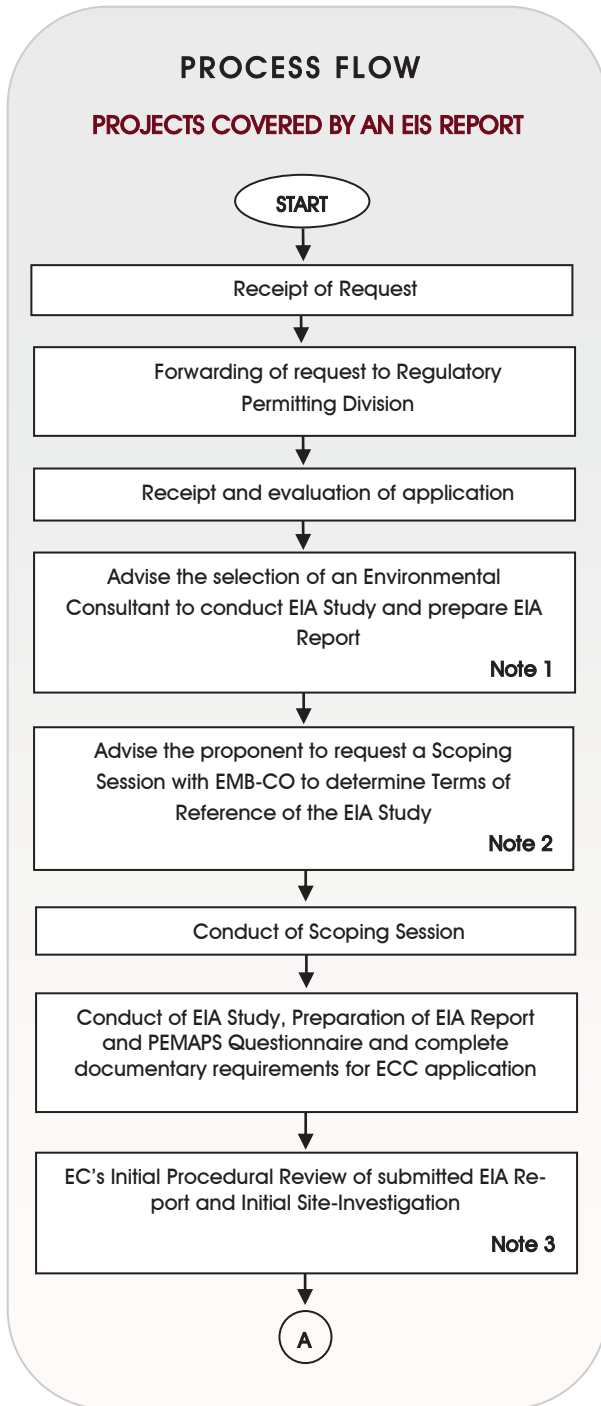 PROCESS FLOW
PROJECTS COVERED BY AN EIS REPORT
START
Receipt of Request
Forwarding of request to Regulatory
Permitting Division
Receipt and evaluation of application
Advise the selection of an Environmental
Consultant to conduct EIA Study and prepare EIA
Report
Note 1
Advise the proponent to request a Scoping
Session with EMB-CO to determine Terms of
Reference of the EIA Study
Note 2
Conduct of Scoping Session
Conduct of EIA Study, Preparation of EIA Report
and PEMAPS Questionnaire and complete
documentary requirements for ECC application
EC's Initial Procedural Review of submitted EIA Re-
port and Initial Site-Investigation
Note 3
A